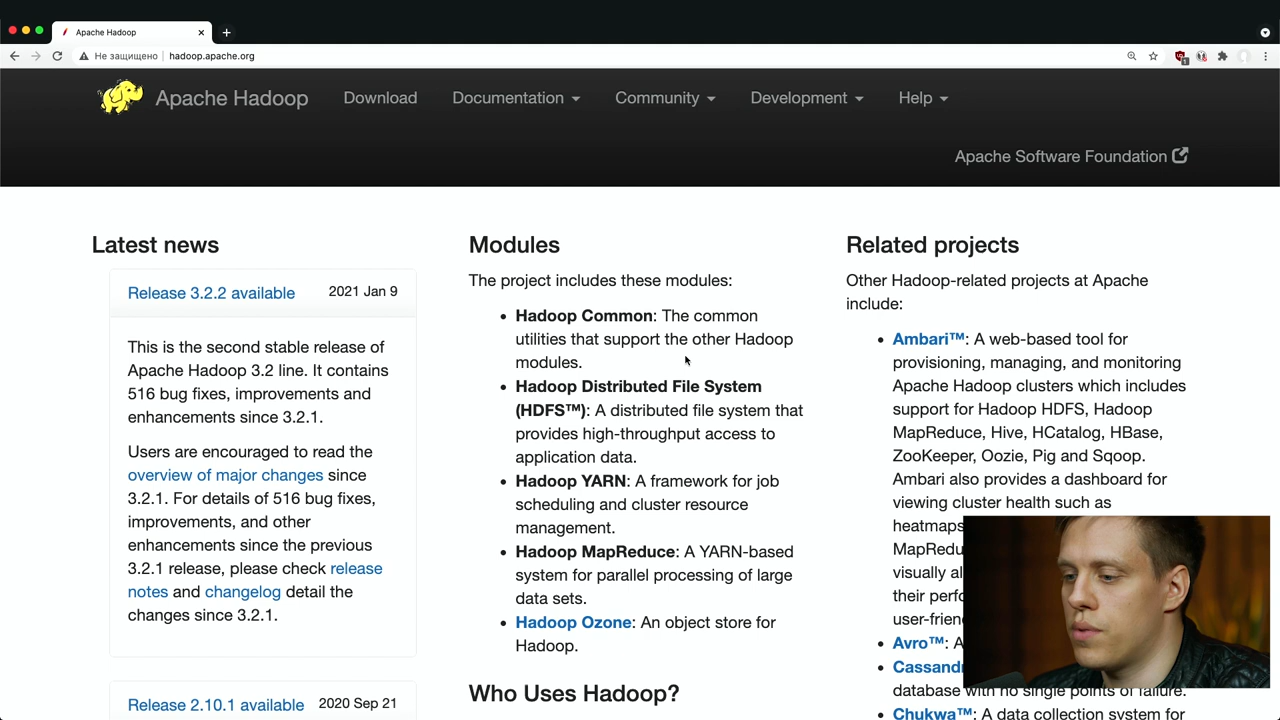 Apache Hadoop
Не защищено | hadoop.apache.org
Apache Hadoop Download Documentation Community Development Help
Apache Software Foundation
Latest news
Release 3.2.2 available 2021 Jan 9
This is the second stable release of
Apache Hadoop 3.2 line. It contains
516 bug fixes, improvements and
enhancements since 3.2.1.
Users are encouraged to read the
overview of major changes since
3.2.1. For details of 516 bug fixes,
improvements, and other
enhancements since the previous
3.2.1 release, please check release
notes and changelog detail the
changes since 3.2.1.
Release 2.10.1 available 2020 Sep 21
Modules
The project includes these modules:
Hadoop Common: The common
utilities that support the other Hadoop
modules.
Hadoop Distributed File System
(HDFS™): A distributed file system that
provides high-throughput access to
application data.
Hadoop YARN: A framework for job
scheduling and cluster resource
management.
Hadoop MapReduce: A YARN-based
system for parallel processing of large
data sets.
Hadoop Ozone: An object store for
Hadoop.
Who Uses Hadoop?
Related projects
Other Hadoop-related projects at Apache
include:
Ambari™: A web-based tool for
provisioning, managing, and monitoring
Apache Hadoop clusters which includes
support for Hadoop HDFS, Hadoop
MapReduce, Hive, HCatalog, HBase,
ZooKeeper, Oozie, Pig and Sqoop.
Ambari also provides a dashboard for
viewing cluster health such as
heatmaps
MapRedu
visually al
their perfo
user-frien
Avro™: A
Cassand
database with no single points of failure.
Chukwa™: A data collection system for